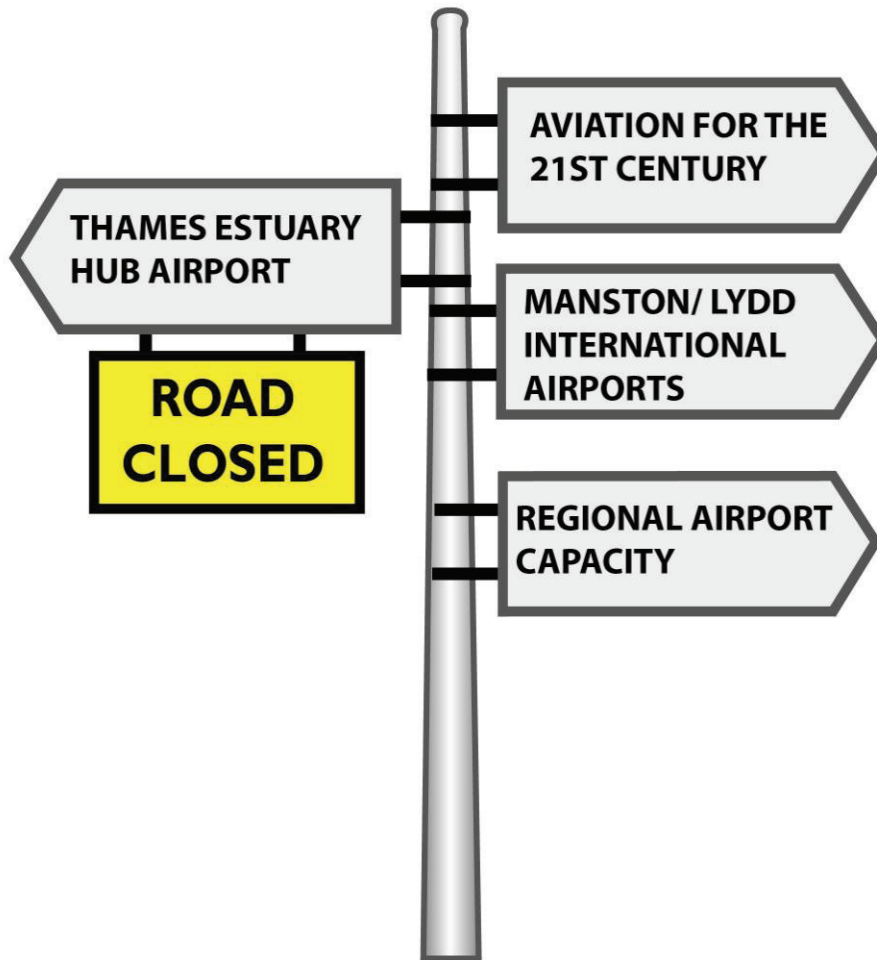 AVIATION FOR THE
21ST CENTURY
THAMES ESTUARY
HUB AIRPORT
ROAD
CLOSED
MANSTON/ LYDD
INTERNATIONAL
AIRPORTS
REGIONAL AIRPORT
CAPACITY